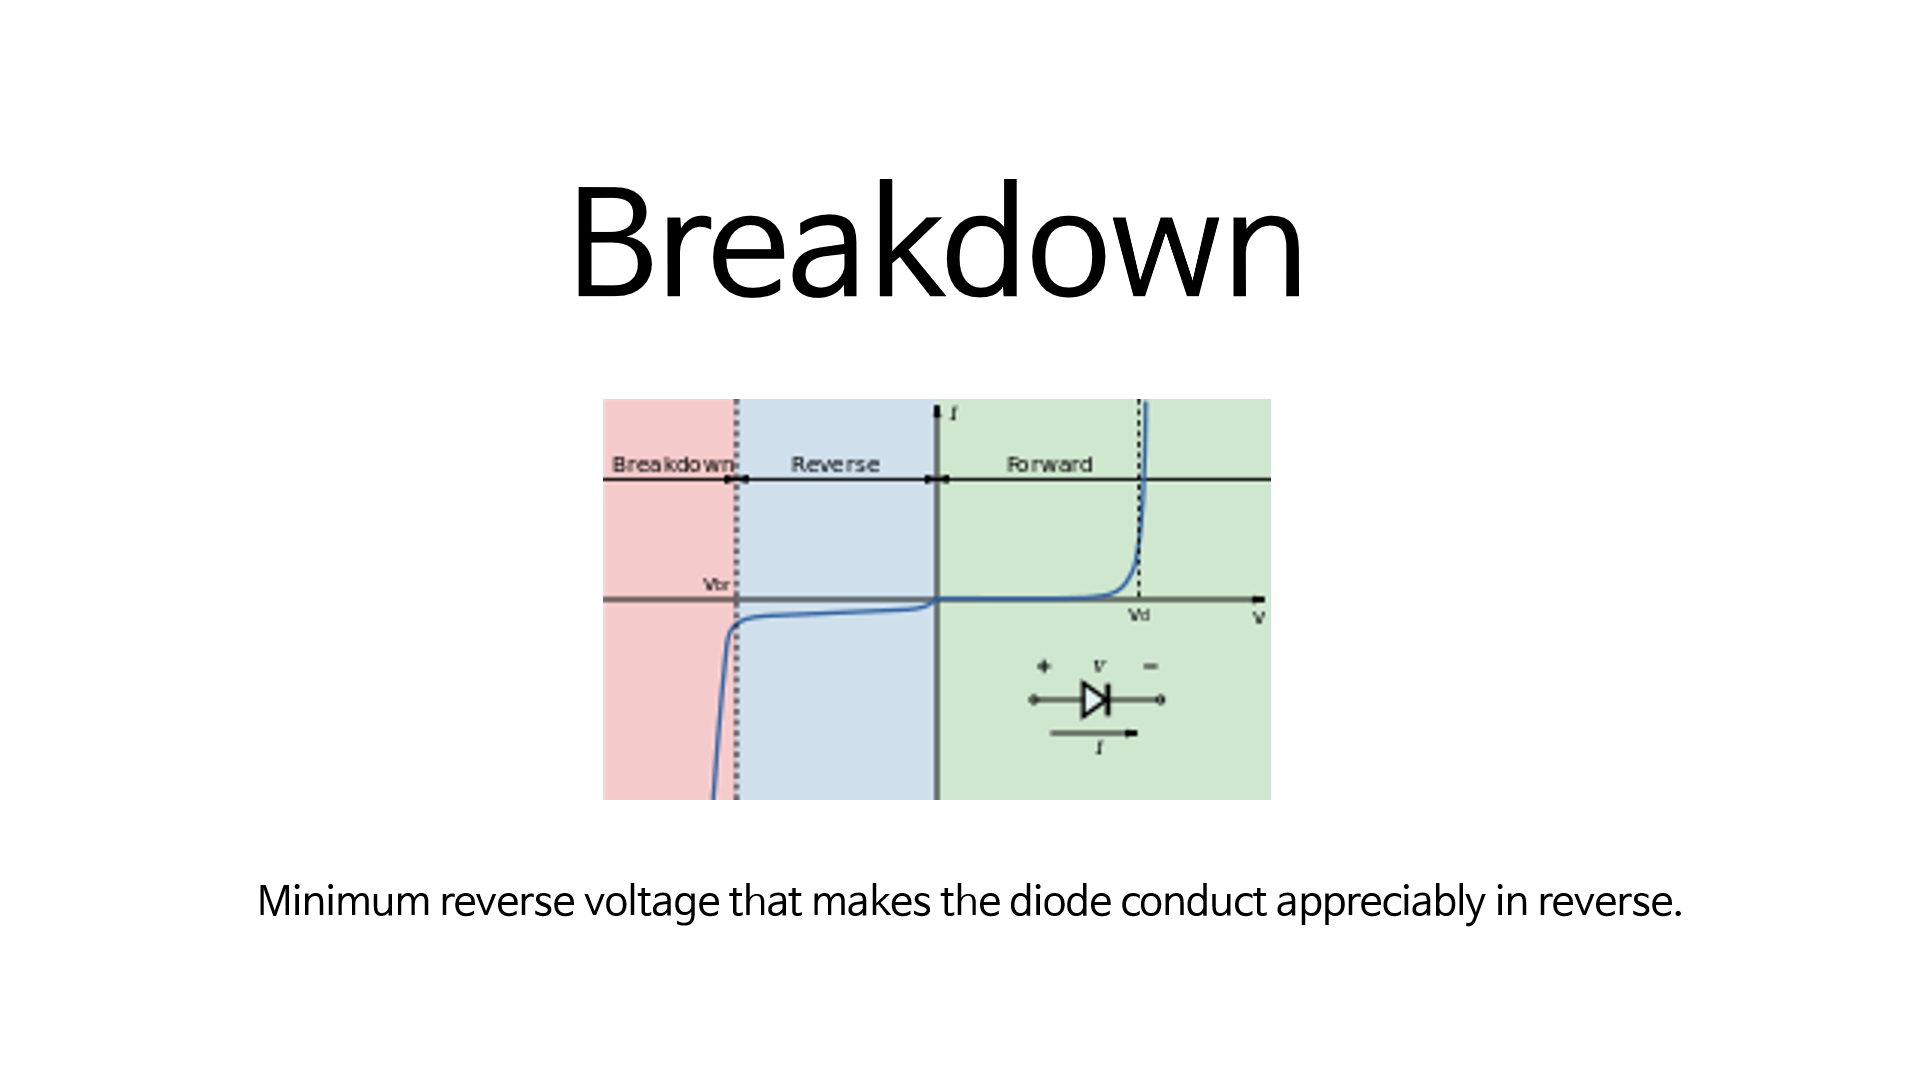 Breakdown
I
Breakdown Reverse Forward
Vbr
Vd V
+ v −
I
Minimum reverse voltage that makes the diode conduct appreciably in reverse.